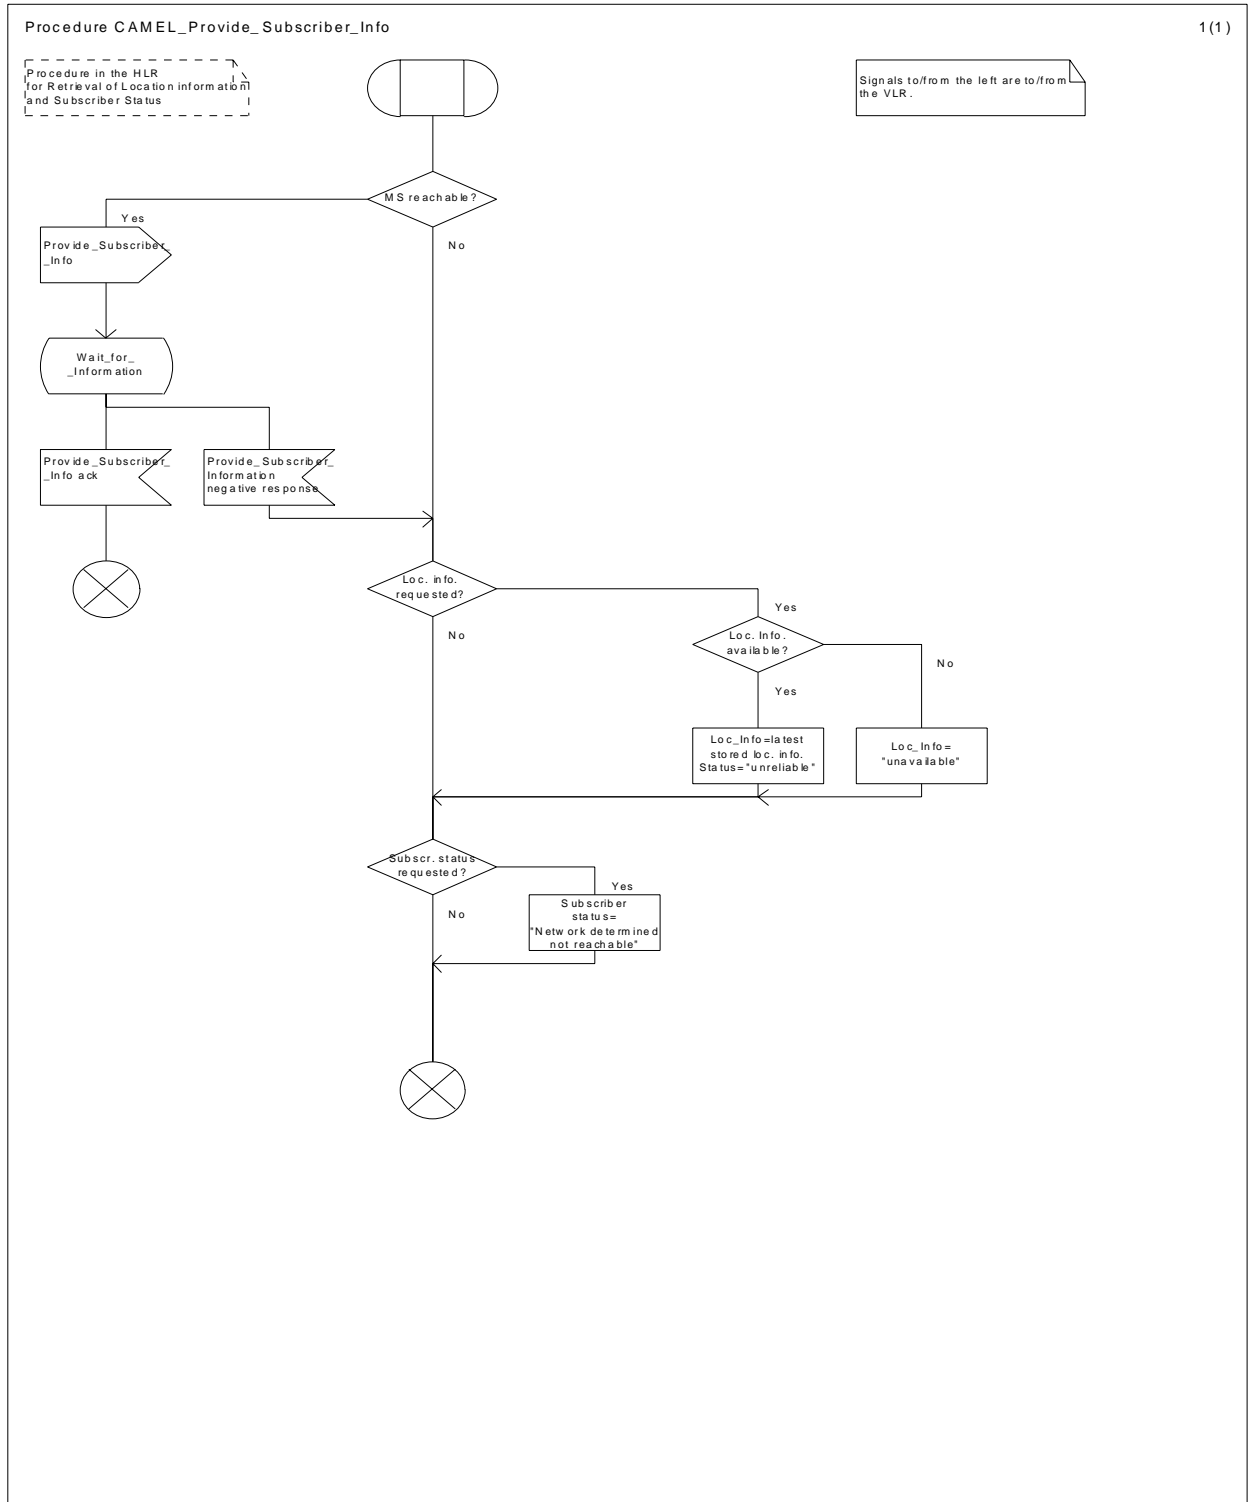 Procedure CAMEL_Provide_Subscriber_Info
1(1)
Procedure in the HLR
for Retrieval of Location information
and Subscriber Status
Signals to/from the left are to/from
the VLR.
MS reachable?
Yes
No
Provide_Subscriber_
_Info
Wait_for_
_Information
Provide_Subscriber_
_Info ack
Provide_Subscriber_
Information
negative response
Loc. info.
requested?
Yes
No
Loc. Info.
available?
No
Yes
Loc_Info=latest
stored loc. info.
Status="unreliable"
Loc_Info=
"unavailable"
Subscr. status
requested?
Yes
No
Subscriber
status=
"Network determined
not reachable"